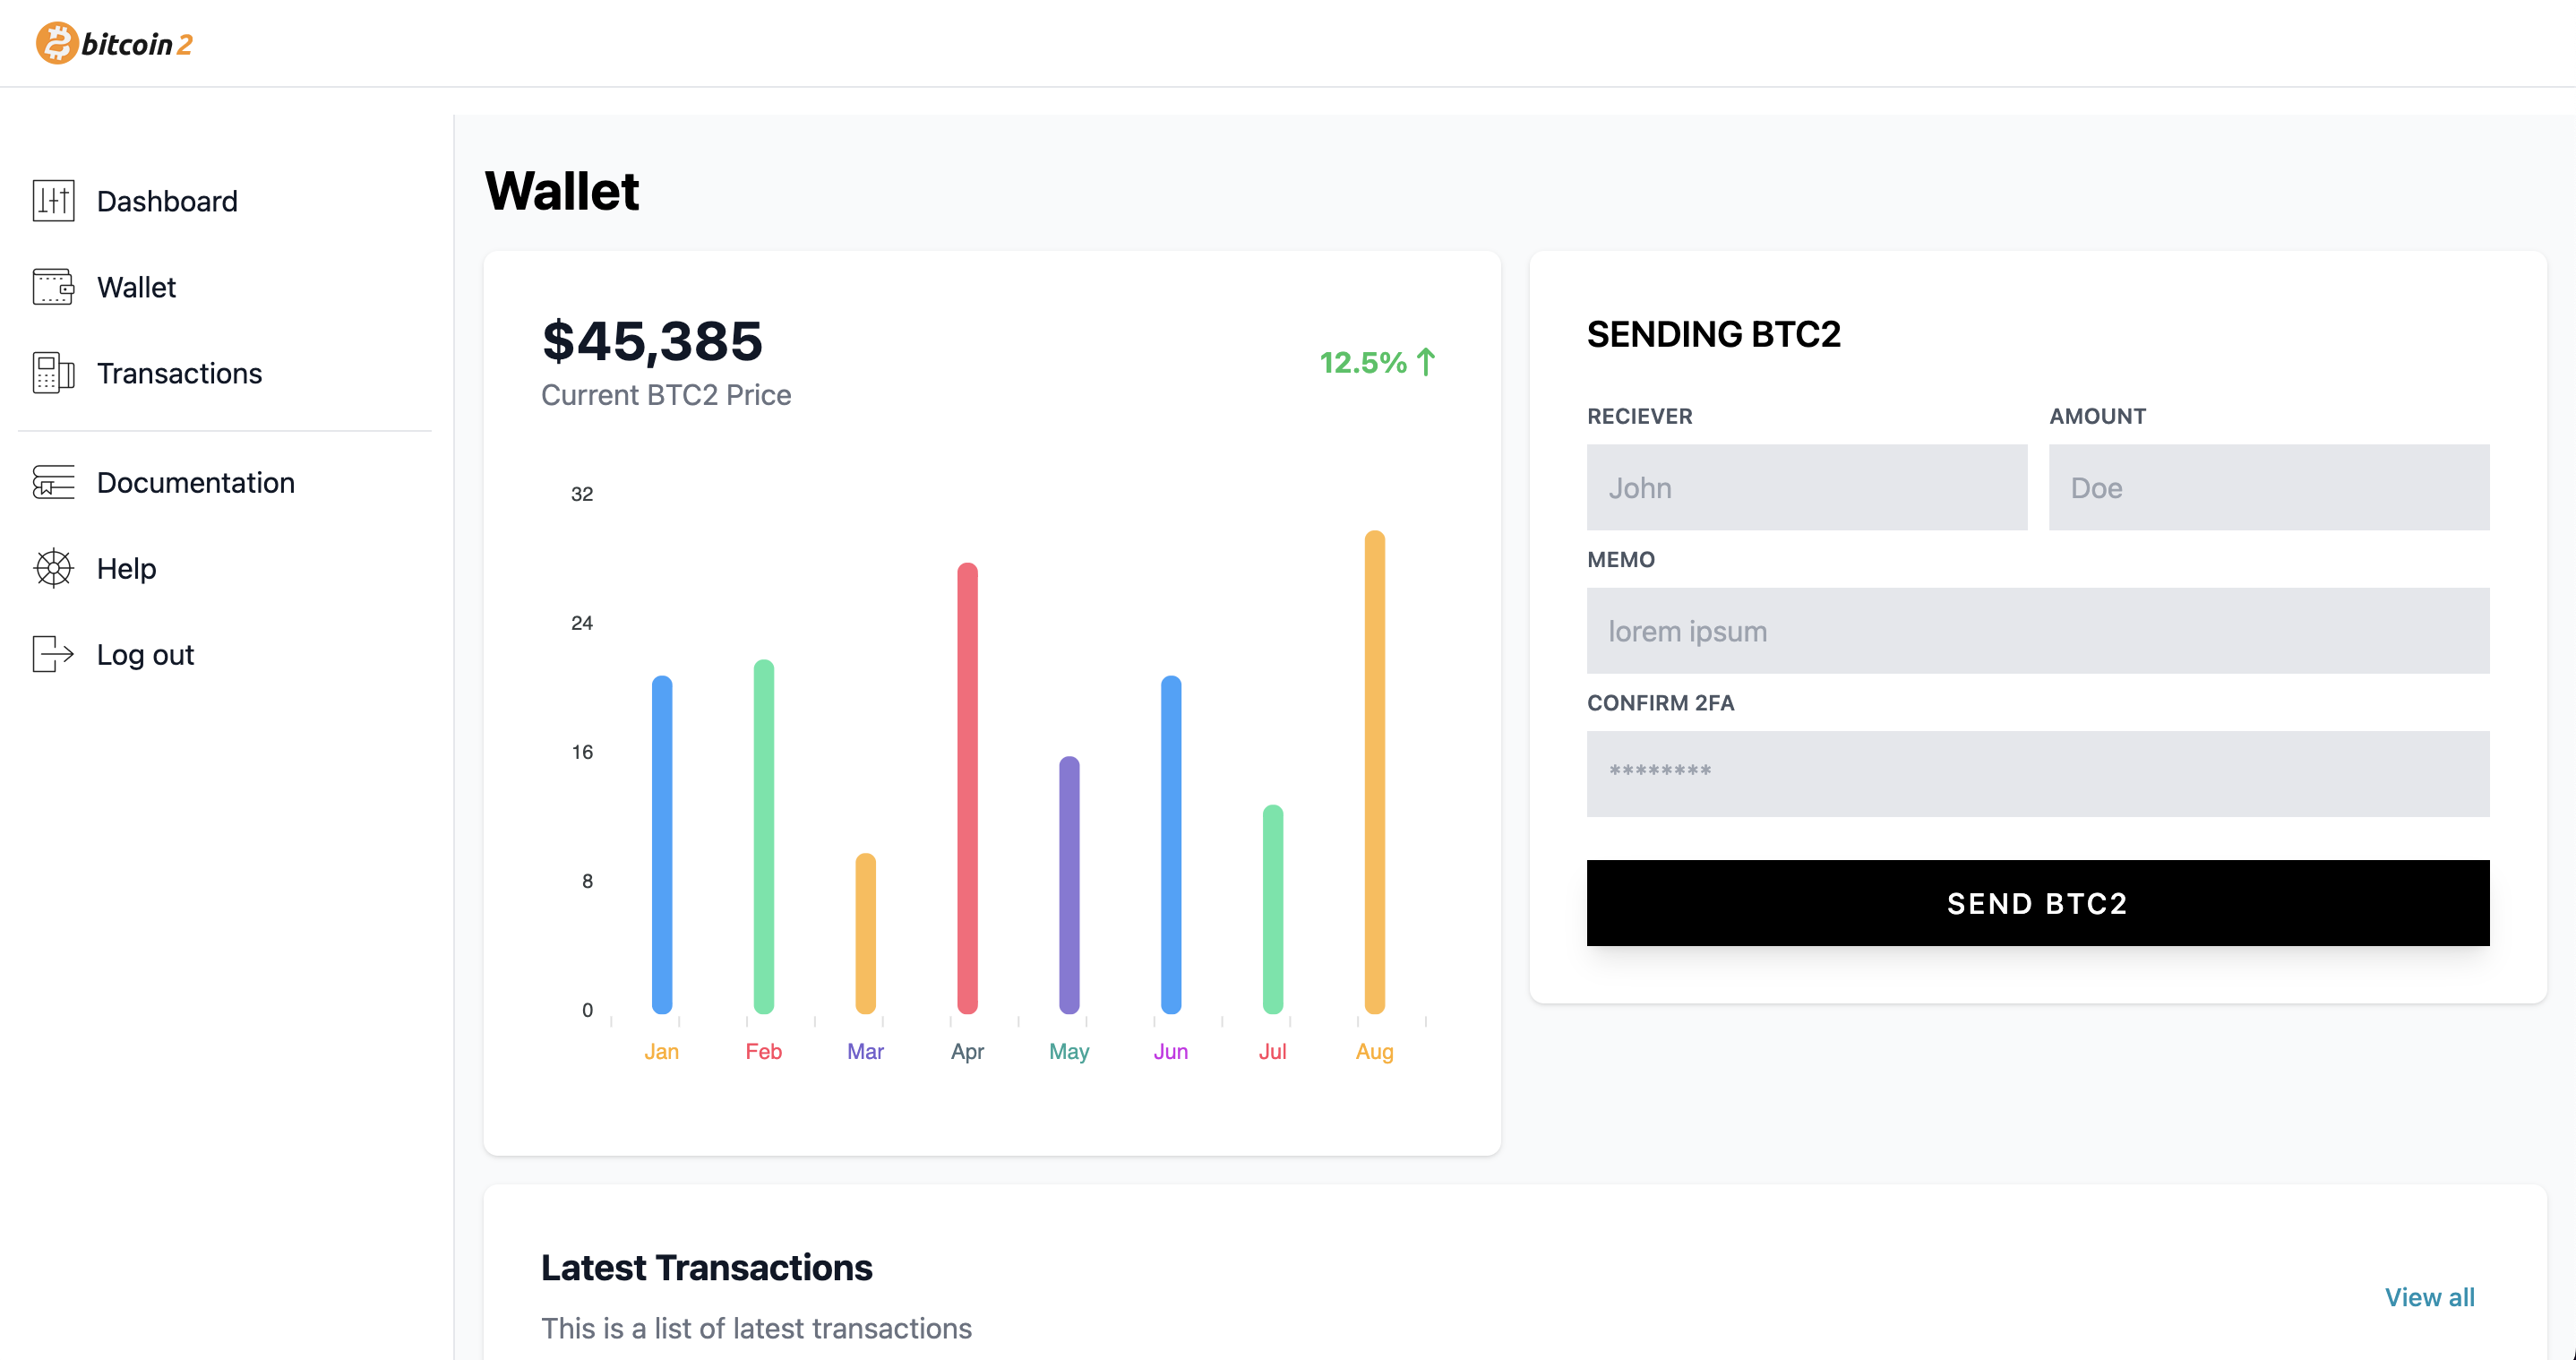 bitcoin 2
Dashboard
Wallet
Transactions
Documentation
Help
Log out
Wallet
$45,385
12.5% ↑
Current BTC2 Price
32
24
16
8
0
Jan Feb Mar Apr May Jun Jul Aug
SENDING BTC2
RECIEVER AMOUNT
John Doe
MEMO
lorem ipsum
CONFIRM 2FA
********
SEND BTC2
Latest Transactions
View all
This is a list of latest transactions